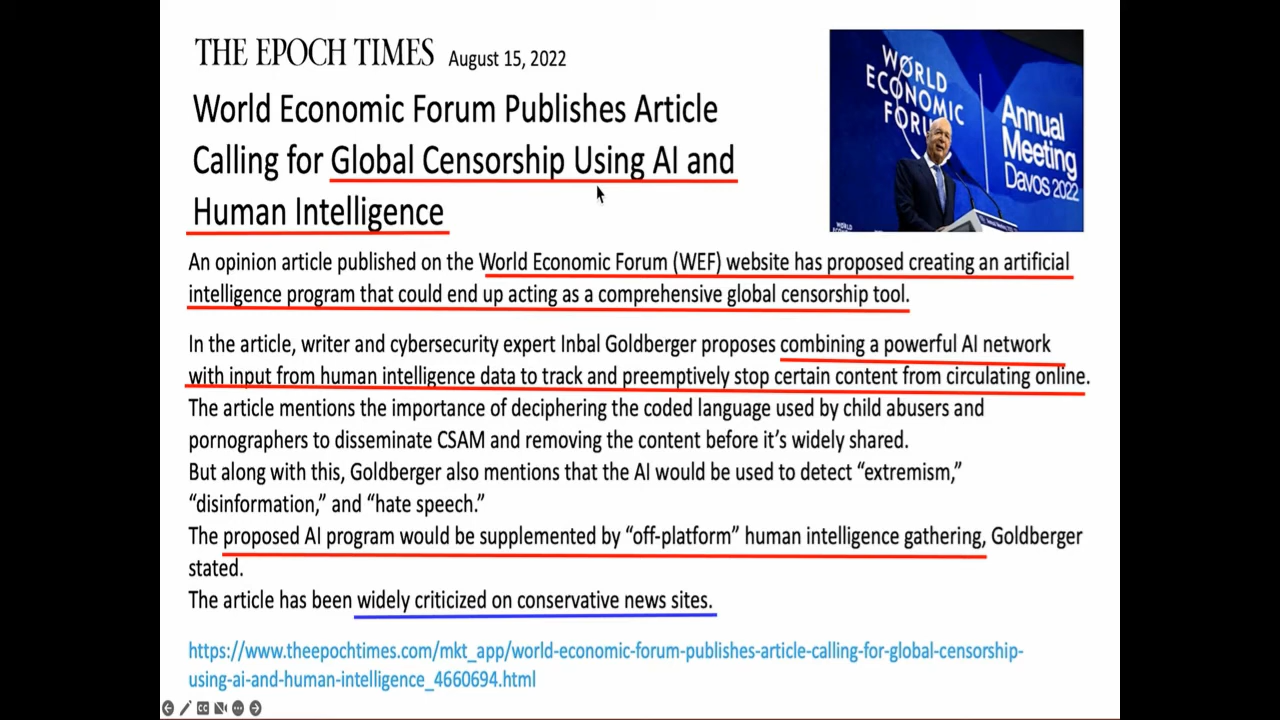 THE EPOCH TIMES August 15, 2022
World Economic Forum Publishes Article
Calling for Global Censorship Using AI and
Human Intelligence
WORLD
ECONOMIC
FORUM
Annual
Meeting
Davos 2022
WORLD
An opinion article published on the World Economic Forum (WEF) website has proposed creating an artificial
intelligence program that could end up acting as a comprehensive global censorship tool.
In the article, writer and cybersecurity expert Inbal Goldberger proposes combining a powerful AI network
with input from human intelligence data to track and preemptively stop certain content from circulating online.
The article mentions the importance of deciphering the coded language used by child abusers and
pornographers to disseminate CSAM and removing the content before it’s widely shared.
But along with this, Goldberger also mentions that the AI would be used to detect “extremism,”
“disinformation,” and “hate speech.”
The proposed AI program would be supplemented by “off-platform” human intelligence gathering, Goldberger
stated.
The article has been widely criticized on conservative news sites.
https://www.theepochtimes.com/mkt_app/world-economic-forum-publishes-article-calling-for-global-censorship-
using-ai-and-human-intelligence_4660694.html
CC